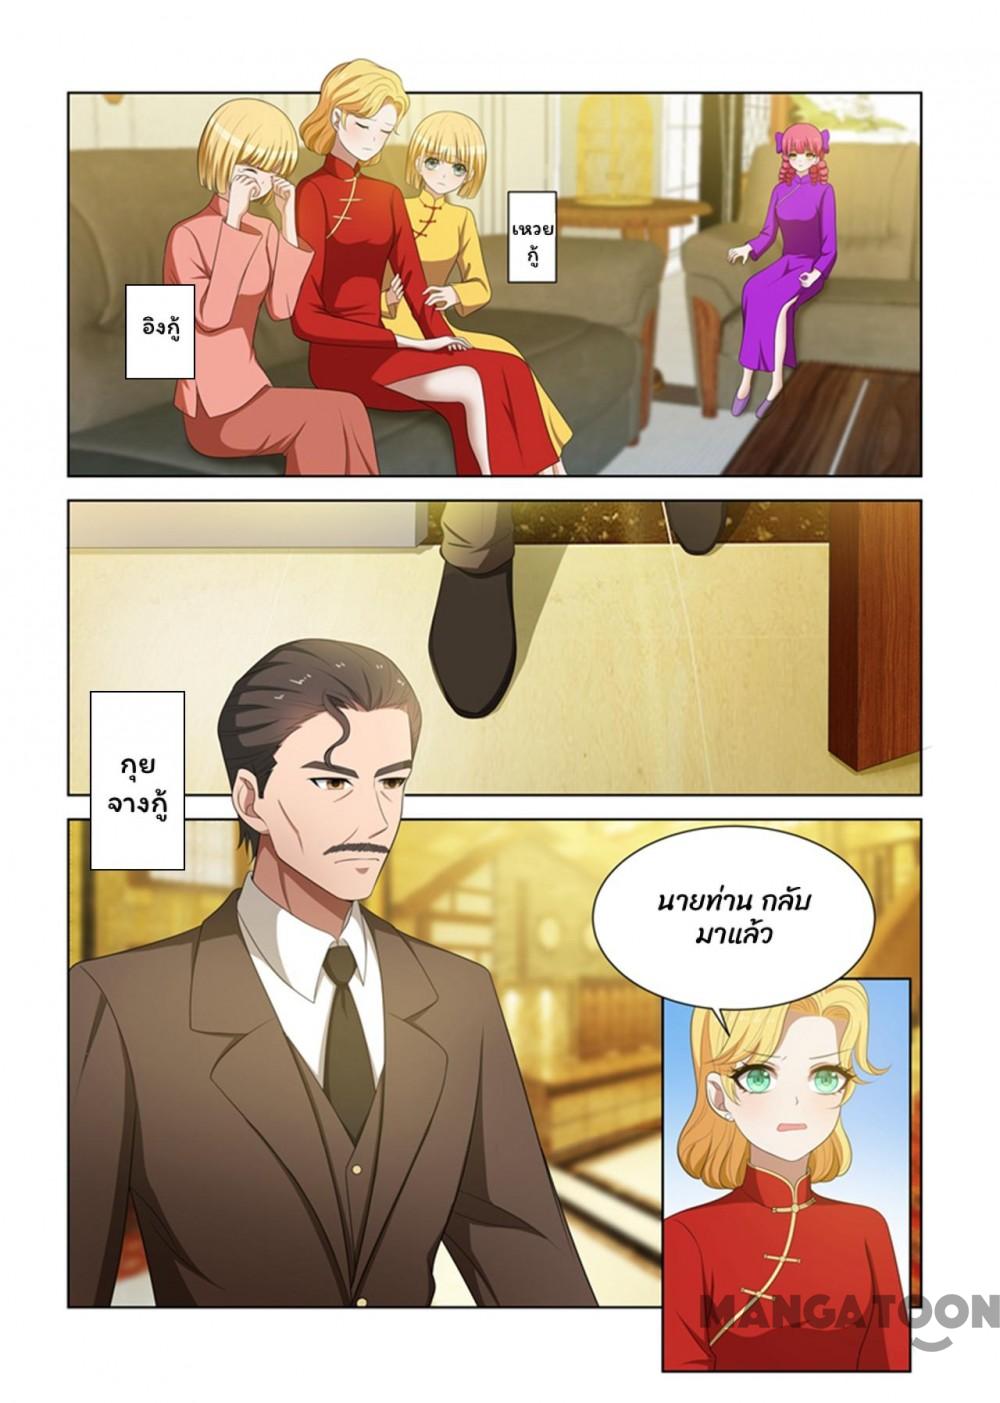 เหวย
กู้
อิงกู้
กุย
จางกู้
นายท่าน กลับ
มาแล้ว
MANGATOON